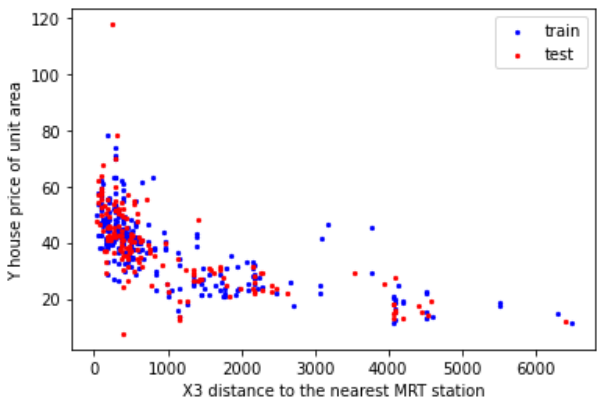 120
100
80
60
40
20
Y house price of unit area
train
test
0 1000 2000 3000 4000 5000 6000
X3 distance to the nearest MRT station